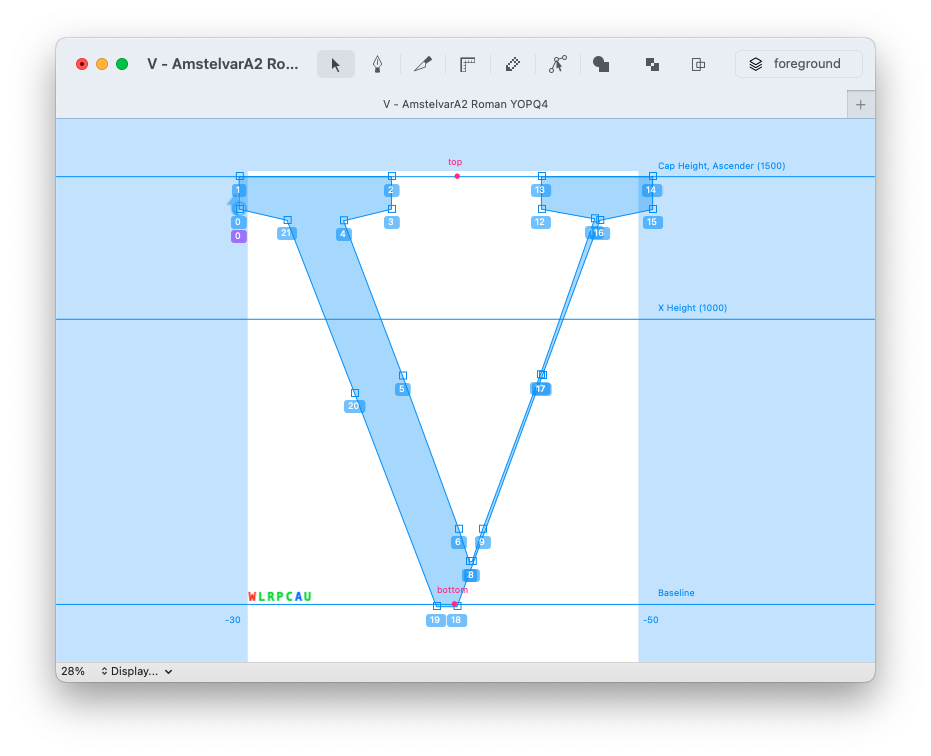 V - AmstelvarA2 Ro...
foreground
V - AmstelvarA2 Roman YOPQ4
+
top
Cap Height, Ascender (1500)
1
2
13
14
0
3
12
15
0
21
4
16
X Height (1000)
5
17
20
6
9
8
bottom
Baseline
WLRPCAU
-30
19
18
-50
28%
Display...